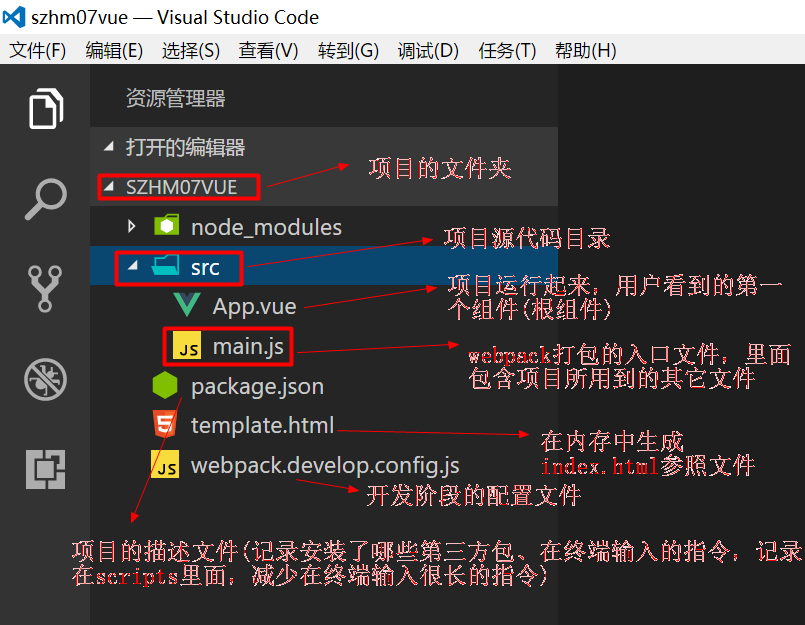 szhm07vue — Visual Studio Code
文件(F) 编辑(E) 选择(S) 查看(V) 转到(G) 调试(D) 任务(T) 帮助(H)
资源管理器
打开的编辑器
SZHM07VUE
项目的文件夹
node_modules
src
项目源代码目录
App.vue
项目运行起来，用户看到的第一
个组件(根组件)
JS main.js
webpack打包的入口文件，里面
包含项目所用到的其它文件
package.json
5 template.html
在内存中生成
index.html参照文件
JS webpack.develop.config.js
开发阶段的配置文件
项目的描述文件(记录安装了哪些第三方包、在终端输入的指令，记录
在scripts里面，减少在终端输入很长的指令)